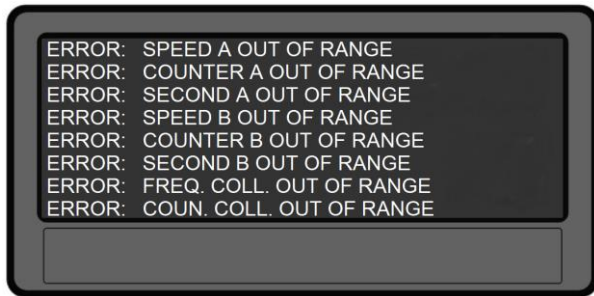 ERROR: SPEED A OUT OF RANGE
ERROR: COUNTER A OUT OF RANGE
ERROR: SECOND A OUT OF RANGE
ERROR: SPEED B OUT OF RANGE
ERROR: COUNTER B OUT OF RANGE
ERROR: SECOND B OUT OF RANGE
ERROR: FREQ. COLL. OUT OF RANGE
ERROR: COUN. COLL. OUT OF RANGE